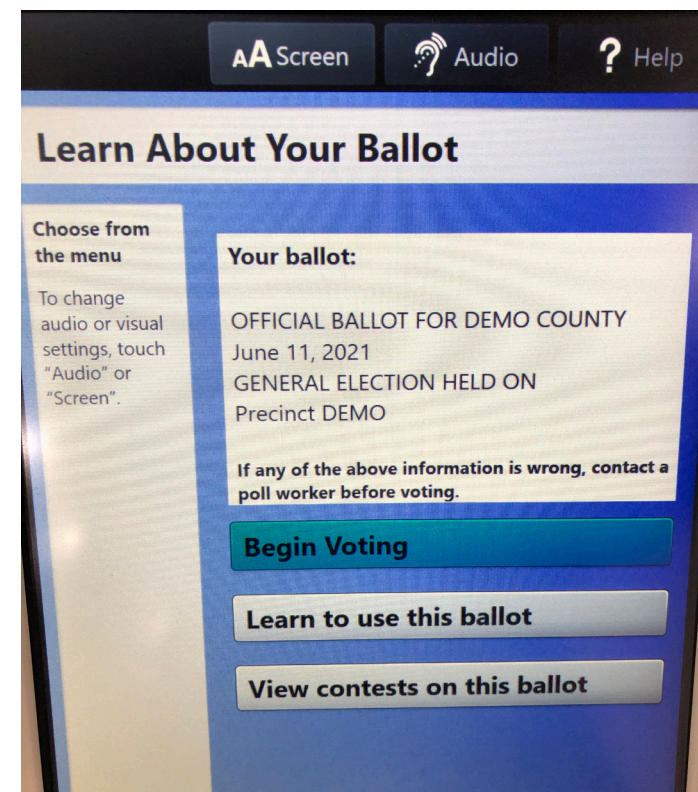 AA Screen
Audio
? Help
Learn About Your Ballot
Choose from
the menu
To change
audio or visual
settings, touch
"Audio" or
"Screen".
Your ballot:
OFFICIAL BALLOT FOR DEMO COUNTY
June 11, 2021
GENERAL ELECTION HELD ON
Precinct DEMO
If any of the above information is wrong, contact a
poll worker before voting.
Begin Voting
Learn to use this ballot
View contests on this ballot